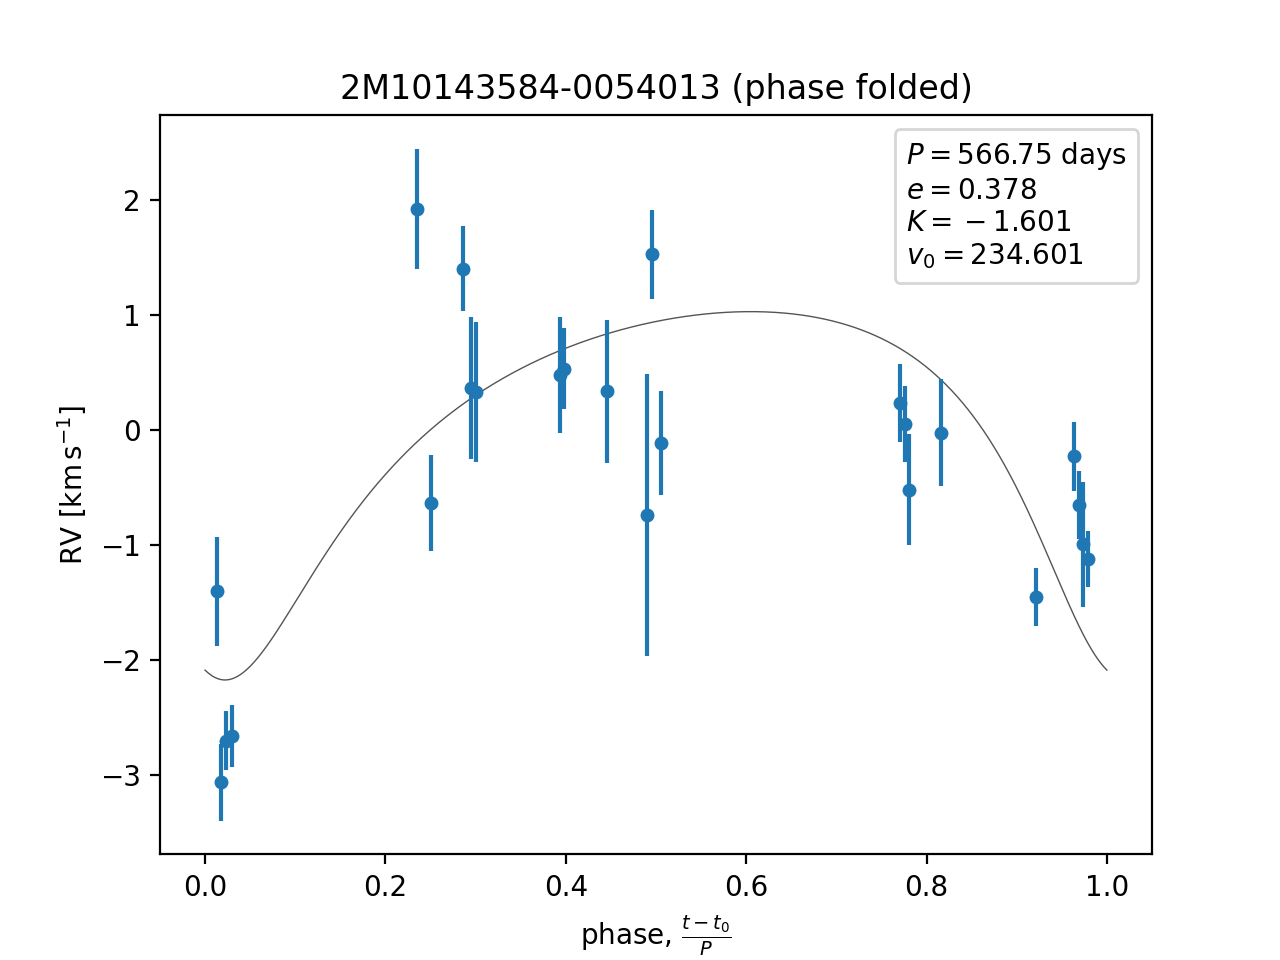 2M10143584-0054013 (phase folded)
P = 566.75 days
e = 0.378
K = −1.601
v₀ = 234.601
2
1
0
−1
−2
−3
RV [km s⁻¹]
0.0 0.2 0.4 0.6 0.8 1.0
phase, (t − t₀)/P